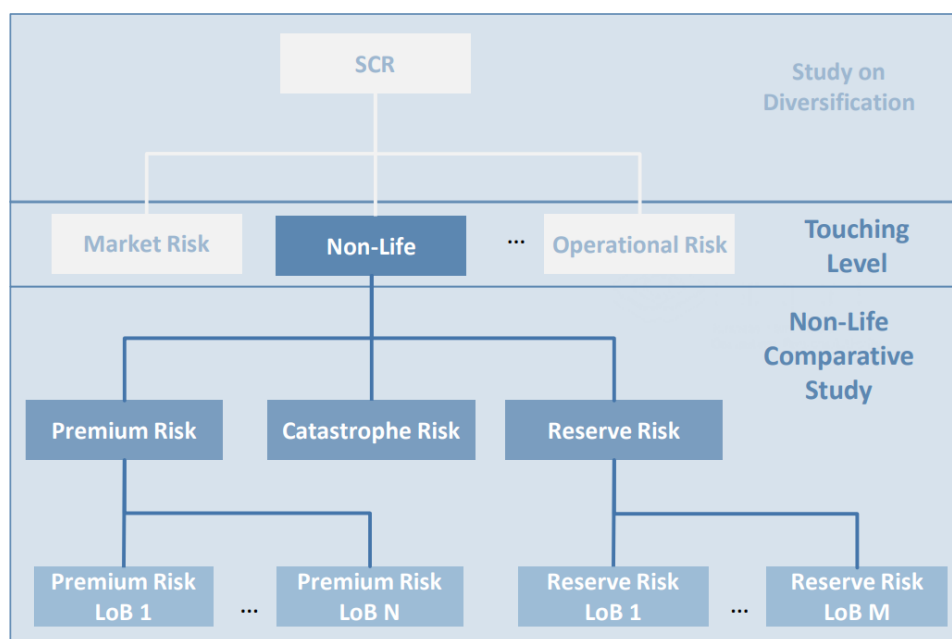 SCR
Study on
Diversification
Market Risk
Non-Life
...
Operational Risk
Touching
Level
Non-Life
Comparative
Study
Premium Risk
Catastrophe Risk
Reserve Risk
Premium Risk
LoB 1
...
Premium Risk
LoB N
Reserve Risk
LoB 1
...
Reserve Risk
LoB M